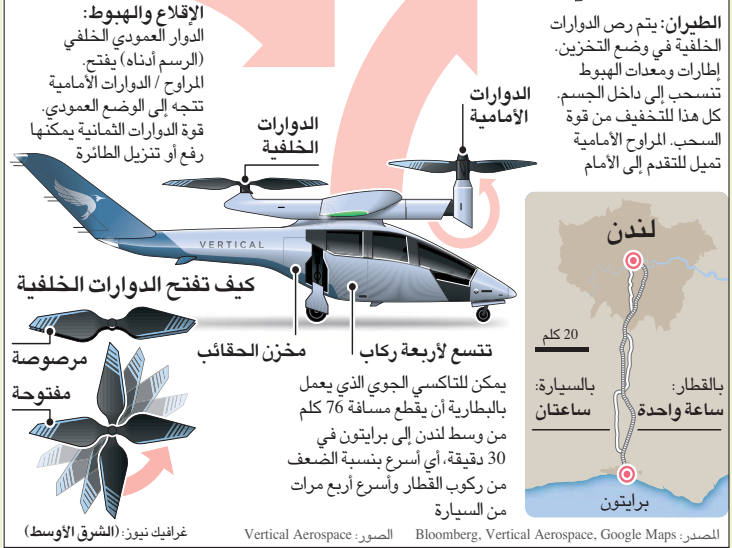 الطيران: يتم رص الدوارات
الخلفية في وضع التخزين.
إطارات ومعدات الهبوط
تنسحب إلى داخل الجسم.
كل هذا للتخفيف من قوة
السحب. المراوح الأمامية
تميل للتقدم إلى الأمام
الإقلاع والهبوط:
الدوار العمودي الخلفي
(الرسم أدناه) يفتح.
المراوح / الدوارات الأمامية
تتجه إلى الوضع العمودي.
قوة الدوارات الثمانية يمكنها
رفع أو تنزيل الطائرة
الدوارات
الأمامية
الدوارات
الخلفية
VERTICAL
لندن
20 كلم
بالقطار:
ساعة واحدة
بالسيارة:
ساعتان
برايتون
كيف تفتح الدوارات الخلفية
مرصوصة
مفتوحة
مخزن الحقائب
تتسع لأربعة ركاب
يمكن للتاكسي الجوي الذي يعمل
بالبطارية أن يقطع مسافة 76 كلم
من وسط لندن إلى برايتون في
30 دقيقة، أي أسرع بنسبة الضعف
من ركوب القطار وأسرع أربع مرات
من السيارة
المصدر: Bloomberg, Vertical Aerospace, Google Maps
الصور: Vertical Aerospace
غرافيك نيوز: (الشرق الأوسط)